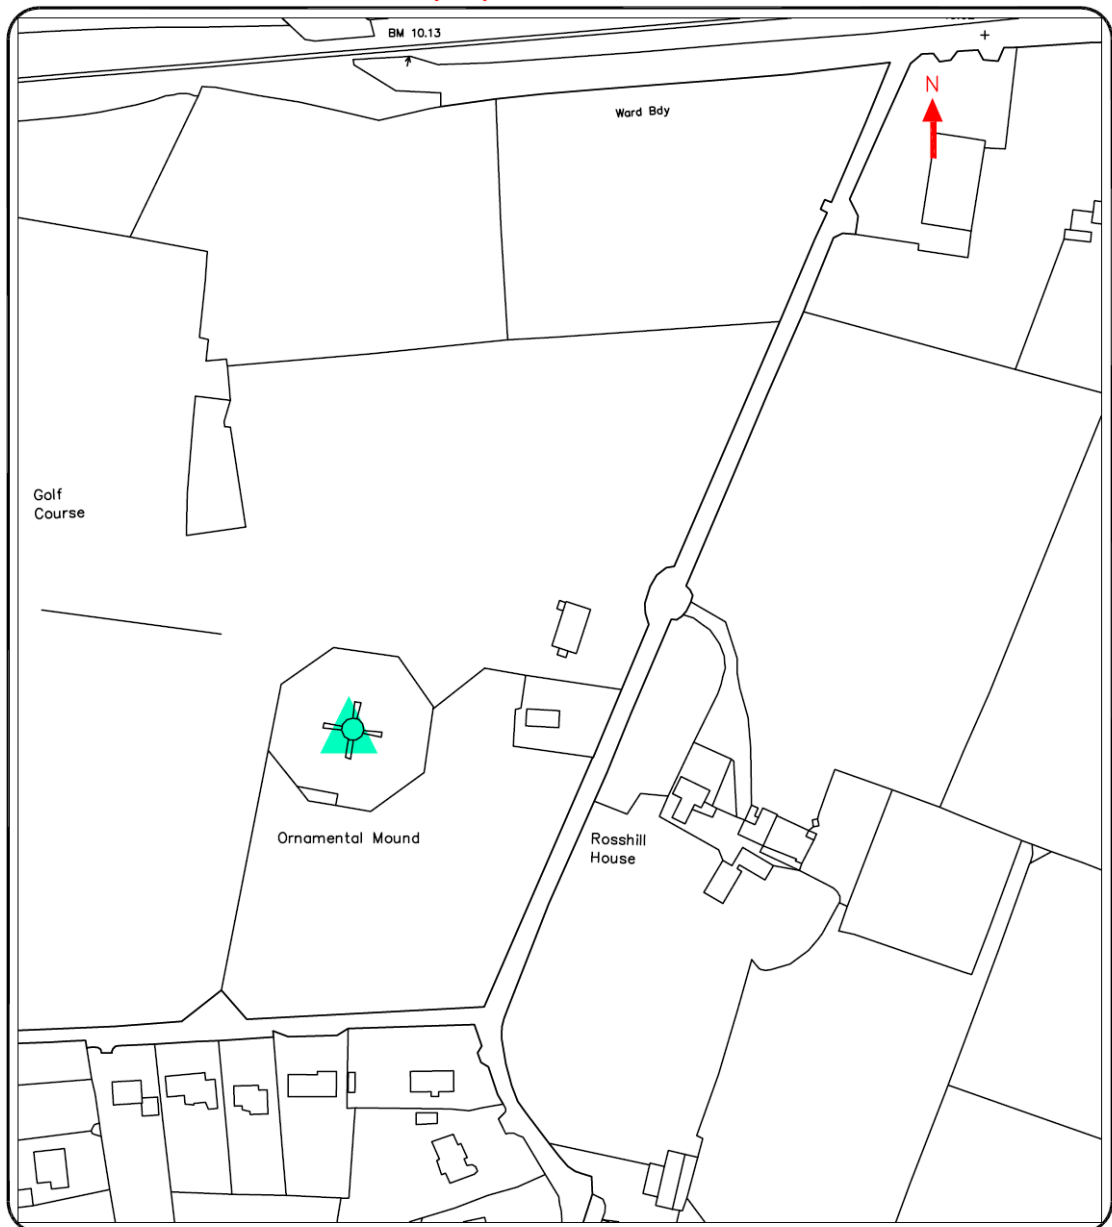 BM 10.13
Ward Bdy
N
Golf
Course
Ornamental Mound
Rosshill
House